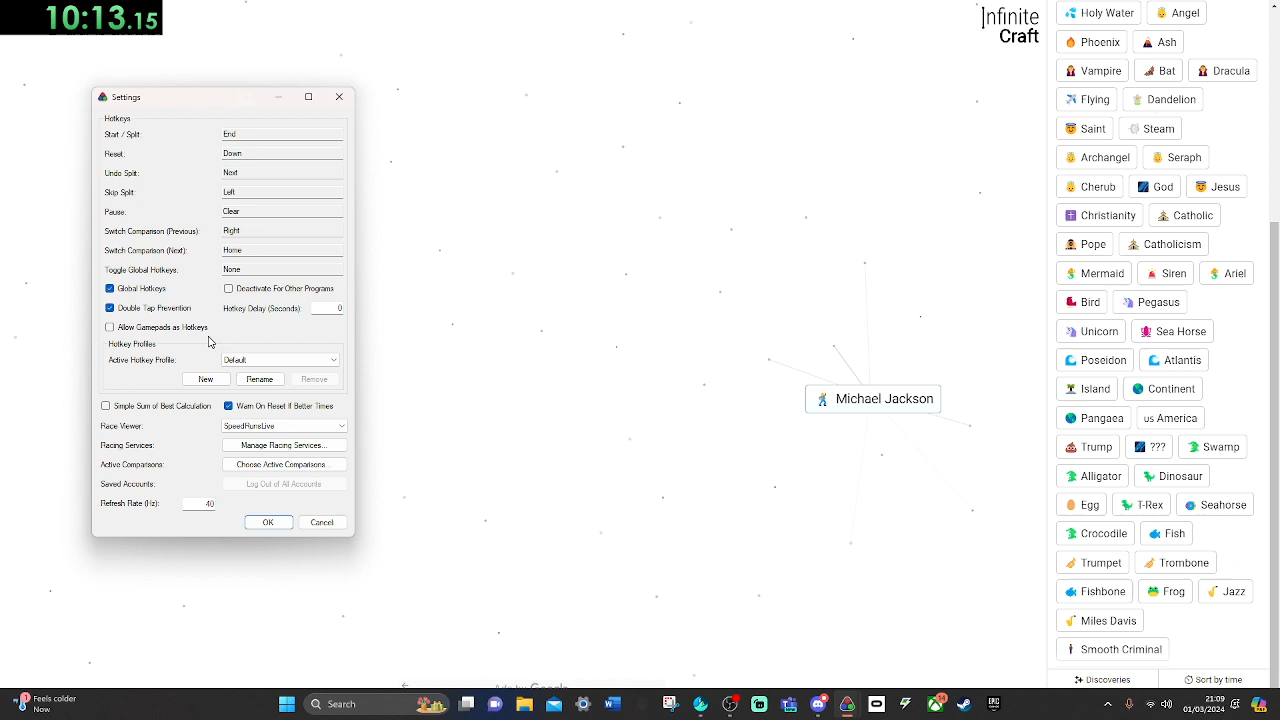 10:13.15
Infinite
Craft
Settings
Hotkeys
Start / Split: End
Reset: Down
Undo Split: Next
Skip Split: Left
Pause: Clear
Switch Comparison (Previous): Right
Switch Comparison (Next): Home
Toggle Global Hotkeys: None
Global Hotkeys Deactivate For Other Programs
Double Tap Prevention Hotkey Delay (Seconds): 0
Allow Gamepads as Hotkeys
Hotkey Profiles
Active Hotkey Profile: Default
New Rename Remove
Simple Sum of Best Calculation Warn On Reset If Better Times
Race Viewer: SpeedRunsLive
Racing Services: Manage Racing Services...
Active Comparisons: Choose Active Comparisons...
Saved Accounts: Log Out of All Accounts
Refresh Rate (Hz): 40
OK Cancel
Michael Jackson
Holy Water Angel
Phoenix Ash
Vampire Bat Dracula
Flying Dandelion
Saint Steam
Archangel Seraph
Cherub God Jesus
Christianity Catholic
Pope Catholicism
Mermaid Siren Ariel
Bird Pegasus
Unicorn Sea Horse
Poseidon Atlantis
Island Continent
Pangaea us America
Trump ??? Swamp
Alligator Dinosaur
Egg T-Rex Seahorse
Crocodile Fish
Trumpet Trombone
Fishbone Frog Jazz
Miles Davis
Smooth Criminal
Discoveries Sort by time
Ads by Google
1 Feels colder
Now
Search
14
EPIC
21:20